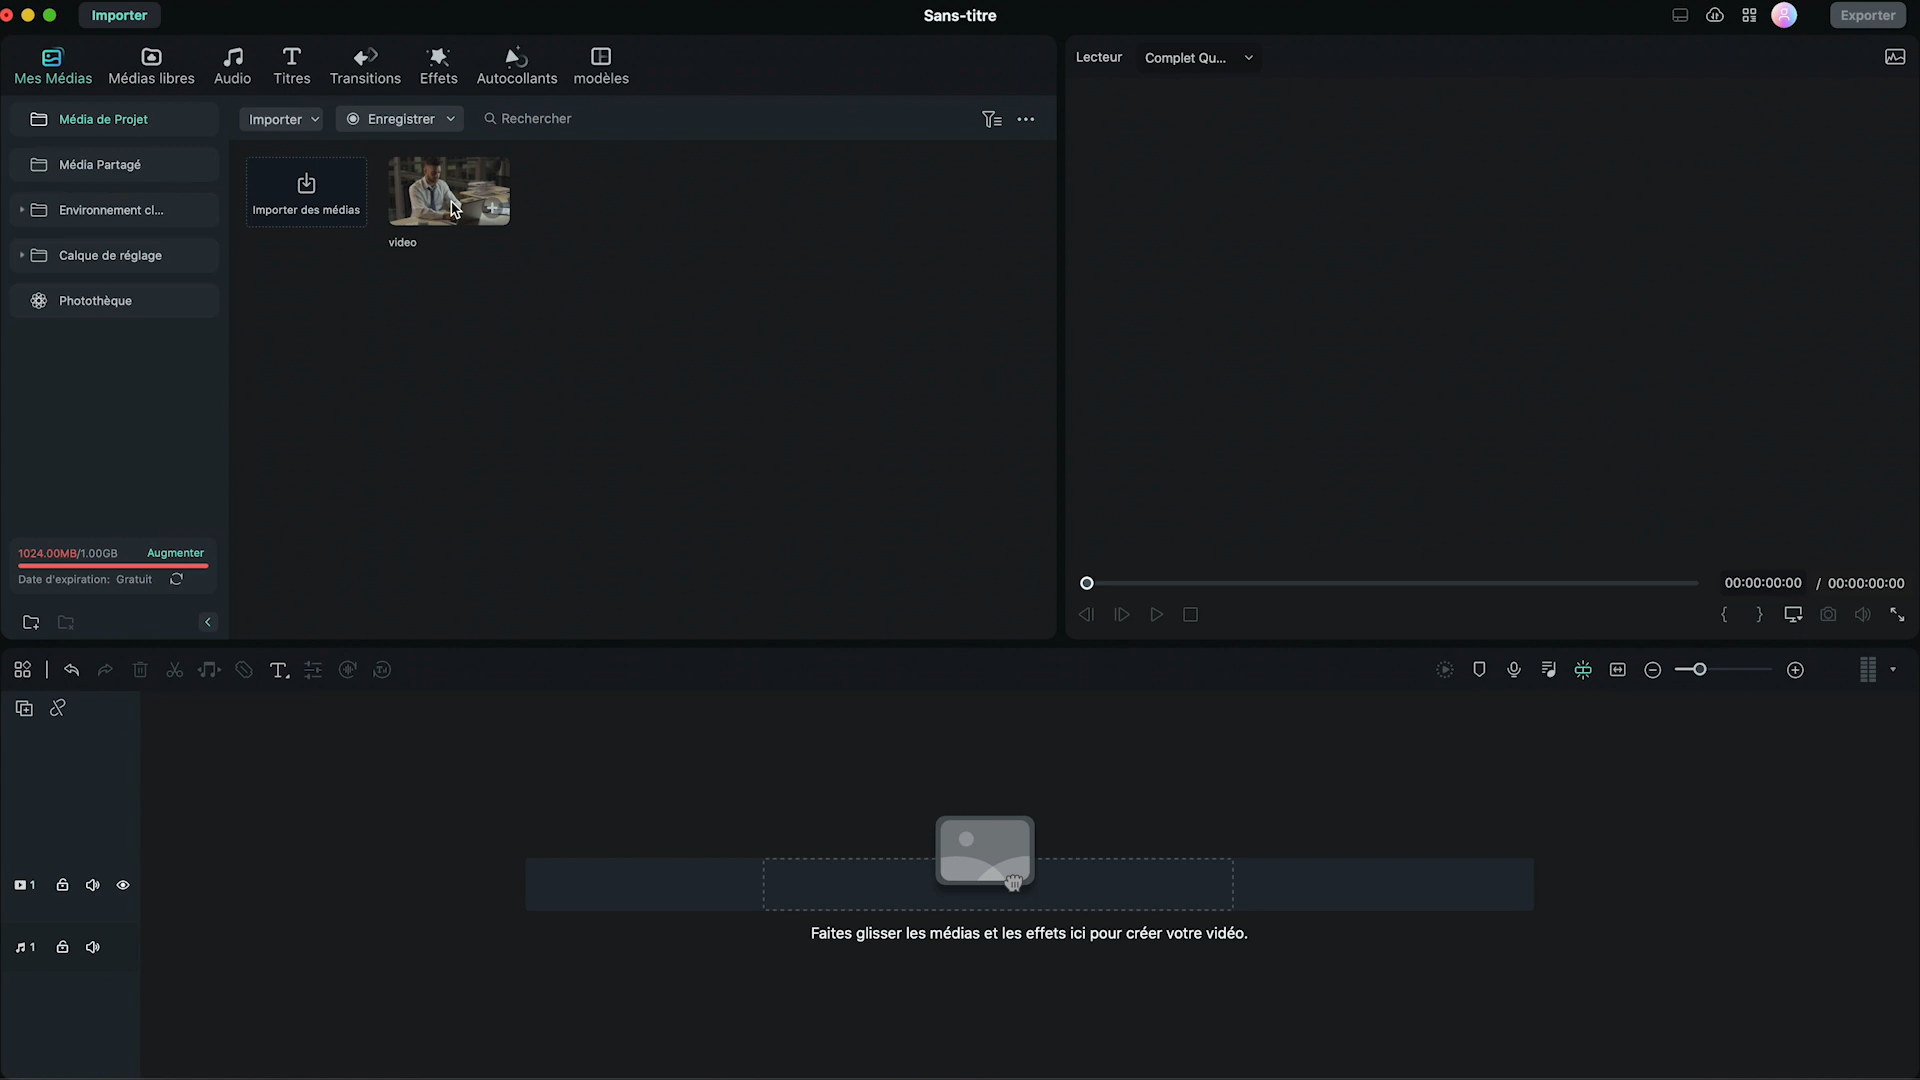 Importer
Sans-titre
Exporter
Mes Médias
Médias libres
Audio
Titres
Transitions
Effets
Autocollants
modèles
Lecteur
Complet Qu...
Média de Projet
Importer
Enregistrer
Rechercher
Média Partagé
Environnement cl...
Calque de réglage
Photothèque
Importer des médias
video
1024.00MB/1.00GB
Augmenter
Date d'expiration: Gratuit
00:00:00:00 / 00:00:00:00
1
1
Faites glisser les médias et les effets ici pour créer votre vidéo.